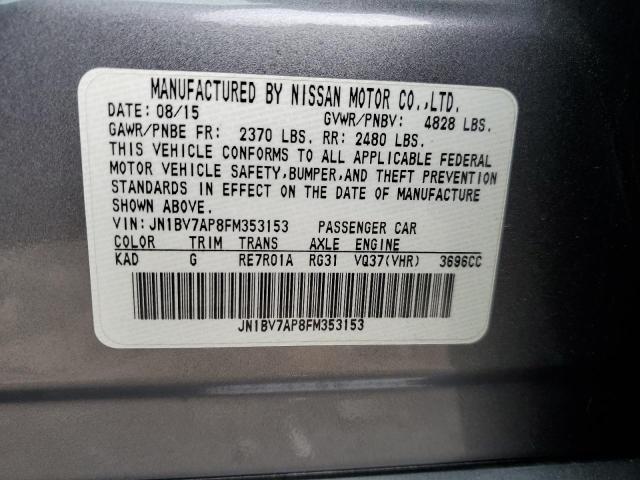 MANUFACTURED BY NISSAN MOTOR CO.,LTD.
DATE: 08/15 GVWR/PNBV: 4828 LBS.
GAWR/PNBE FR: 2370 LBS. RR: 2480 LBS.
THIS VEHICLE CONFORMS TO ALL APPLICABLE FEDERAL
MOTOR VEHICLE SAFETY,BUMPER,AND THEFT PREVENTION
STANDARDS IN EFFECT ON THE DATE OF MANUFACTURE
SHOWN ABOVE.
VIN:JN1BV7AP8FM353153 PASSENGER CAR
COLOR TRIM TRANS AXLE ENGINE
KAD G RE7R01A RG31 VQ37(VHR) 3696CC
JN1BV7AP8FM353153